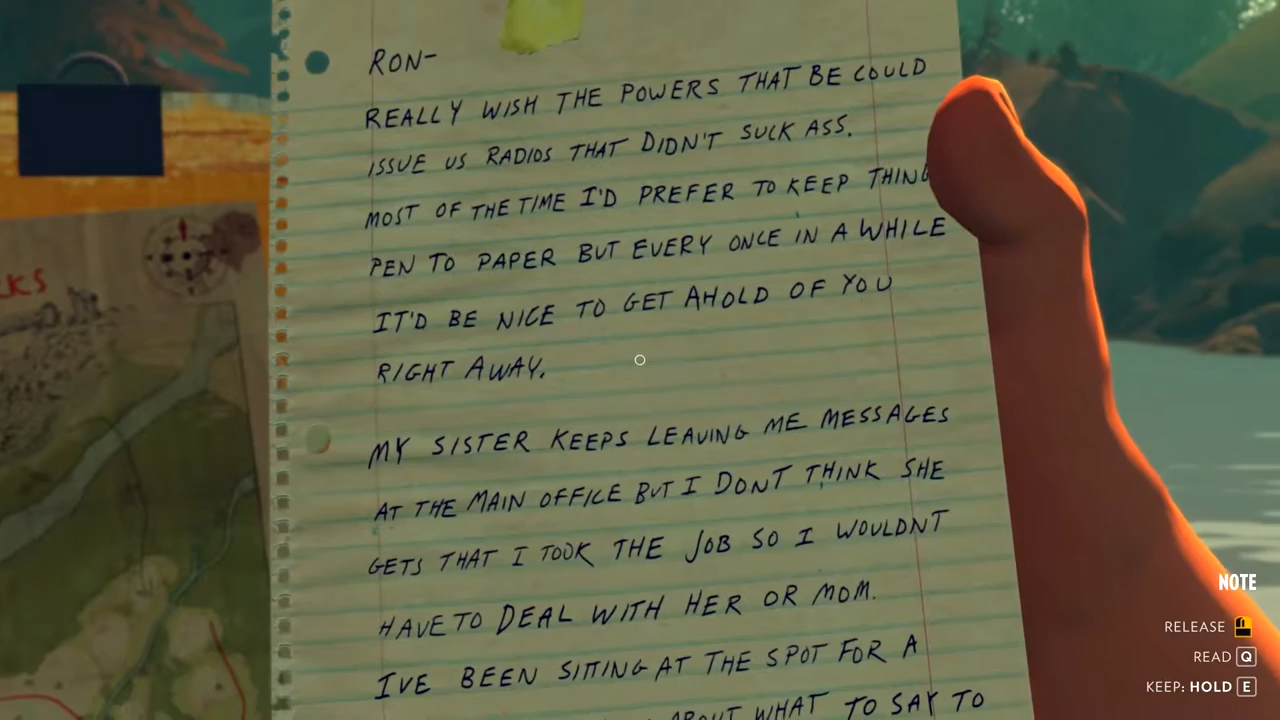 RON-
REALLY WISH THE POWERS THAT BE COULD
ISSUE US RADIOS THAT DIDN'T SUCK ASS.
MOST OF THE TIME I'D PREFER TO KEEP THING
PEN TO PAPER BUT EVERY ONCE IN A WHILE
IT'D BE NICE TO GET AHOLD OF YOU
RIGHT AWAY.
MY SISTER KEEPS LEAVING ME MESSAGES
AT THE MAIN OFFICE BUT I DONT THINK SHE
GETS THAT I TOOK THE JOB SO I WOULDNT
HAVE TO DEAL WITH HER OR MOM.
IVE BEEN SITTING AT THE SPOT FOR A
ABOUT WHAT TO SAY TO
NOTE
RELEASE
READ Q
KEEP: HOLD E